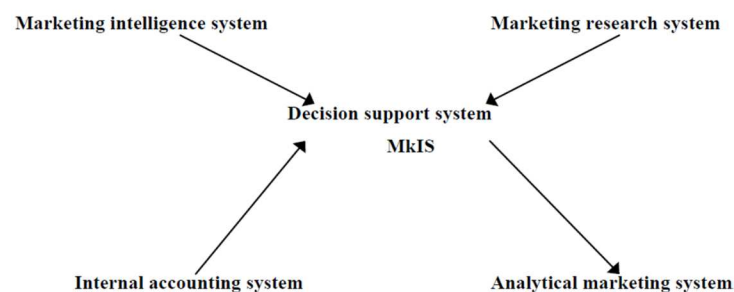 Marketing intelligence system
Marketing research system
Decision support system
MkIS
Internal accounting system
Analytical marketing system